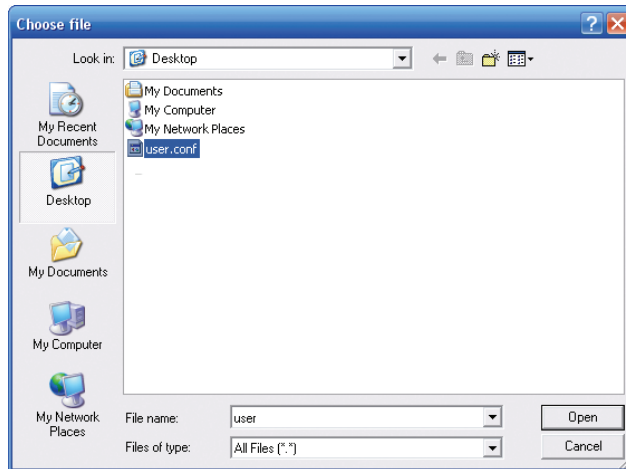 Choose file
Look in:
Desktop
My Recent
Documents
Desktop
My Documents
My Computer
My Network
Places
My Documents
My Computer
My Network Places
user.conf
File name:
user
Open
Files of type:
All Files (*.*)
Cancel